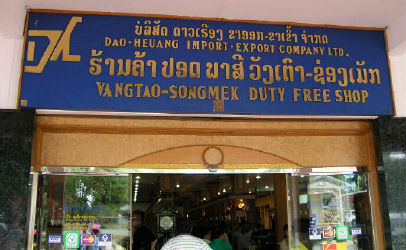 ບໍລິສັດ ດາວເຮືອງ ຂາອອກ-ຂາເຂົ້າ ຈຳກັດ
DAO-HEUANG IMPORT-EXPORT COMPANY LTD.
ຮ້ານຄ້າ ປອດ ພາສີ ວັງເຕົ່າ-ຊ່ອງເມັກ
VANGTAO-SONGMEK DUTY FREE SHOP